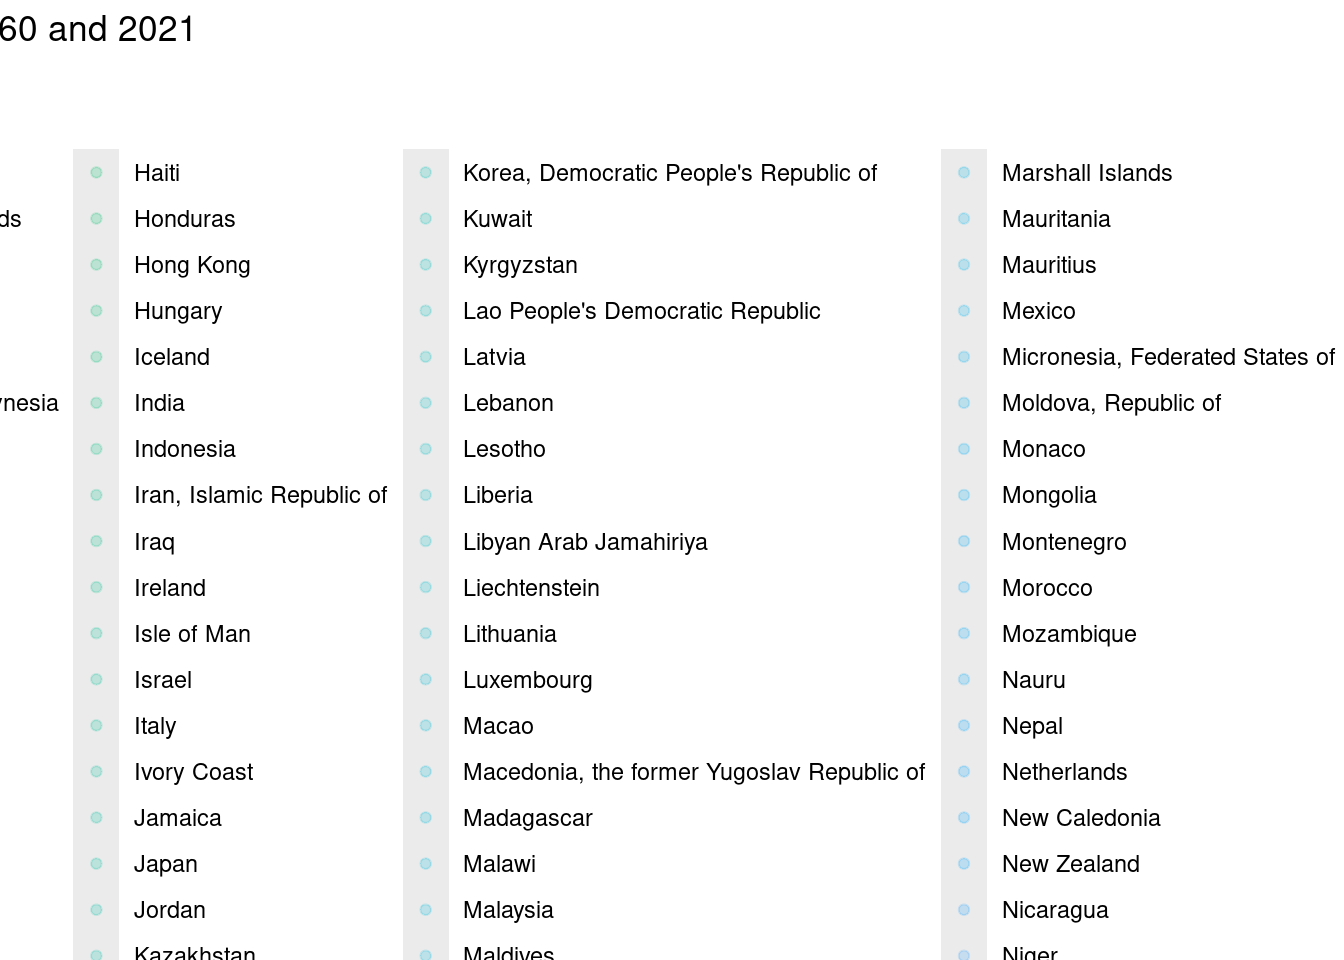 60 and 2021
Haiti
Honduras
Hong Kong
Hungary
Iceland
India
Indonesia
Iran, Islamic Republic of
Iraq
Ireland
Isle of Man
Israel
Italy
Ivory Coast
Jamaica
Japan
Jordan
Kazakhstan
Korea, Democratic People's Republic of
Kuwait
Kyrgyzstan
Lao People's Democratic Republic
Latvia
Lebanon
Lesotho
Liberia
Libyan Arab Jamahiriya
Liechtenstein
Lithuania
Luxembourg
Macao
Macedonia, the former Yugoslav Republic of
Madagascar
Malawi
Malaysia
Maldives
Marshall Islands
Mauritania
Mauritius
Mexico
Micronesia, Federated States of
Moldova, Republic of
Monaco
Mongolia
Montenegro
Morocco
Mozambique
Nauru
Nepal
Netherlands
New Caledonia
New Zealand
Nicaragua
Niger